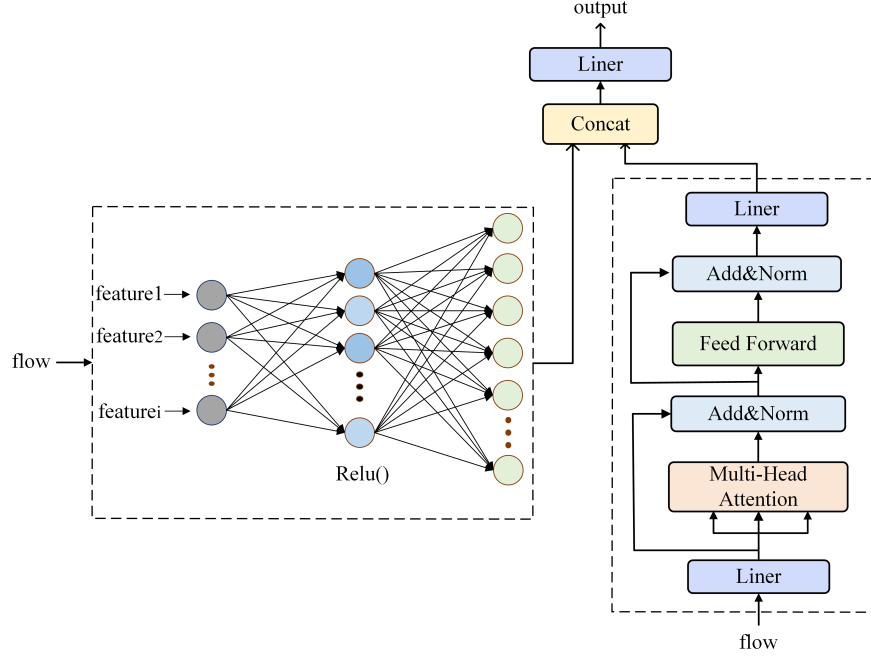 output
Liner
Concat
Liner
Add&Norm
feature1
feature2
Feed Forward
flow
featurei
Add&Norm
Relu()
Multi-Head
Attention
Liner
flow